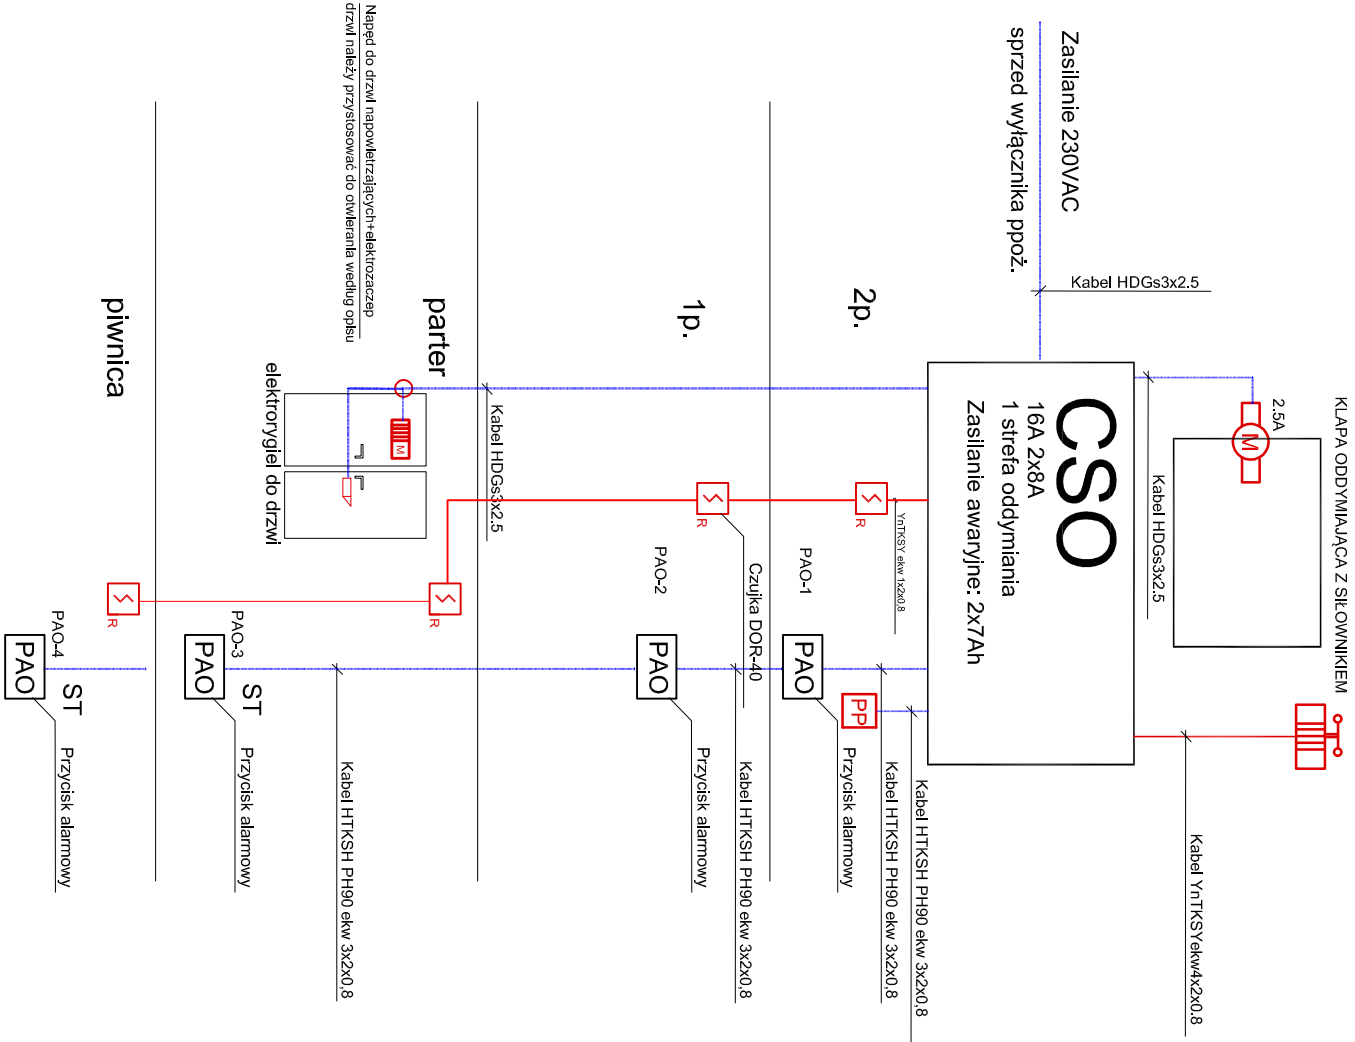 KLAPA ODDYMIAJĄCA Z SIŁOWNIKIEM
2.5A
M
Kabel HDGs3x2.5
Kabel YnTKSYekw4x2x0.8
Zasilanie 230VAC
sprzed wyłącznika ppoż.
Kabel HDGs3x2.5
CSO
16A 2x8A
1 strefa oddymiania
Zasilanie awaryjne: 2x7Ah
2p.
R
YnTKSY ekw 1x2x0,8
PP
Kabel HTKSH PH90 ekw 3x2x0,8
Kabel HTKSH PH90 ekw 3x2x0,8
PAO-1
PAO
Przycisk alarmowy
1p.
R
Czujka DOR-40
PAO-2
PAO
Przycisk alarmowy
Kabel HTKSH PH90 ekw 3x2x0,8
Kabel HDGs3x2.5
parter
Napęd do drzwi napowietrzających+elektrozaczep
drzwi należy przystosować do otwierania według opisu
M
elektrorygiel do drzwi
R
Kabel HTKSH PH90 ekw 3x2x0,8
PAO-3
ST
PAO
Przycisk alarmowy
piwnica
R
PAO-4
ST
PAO
Przycisk alarmowy